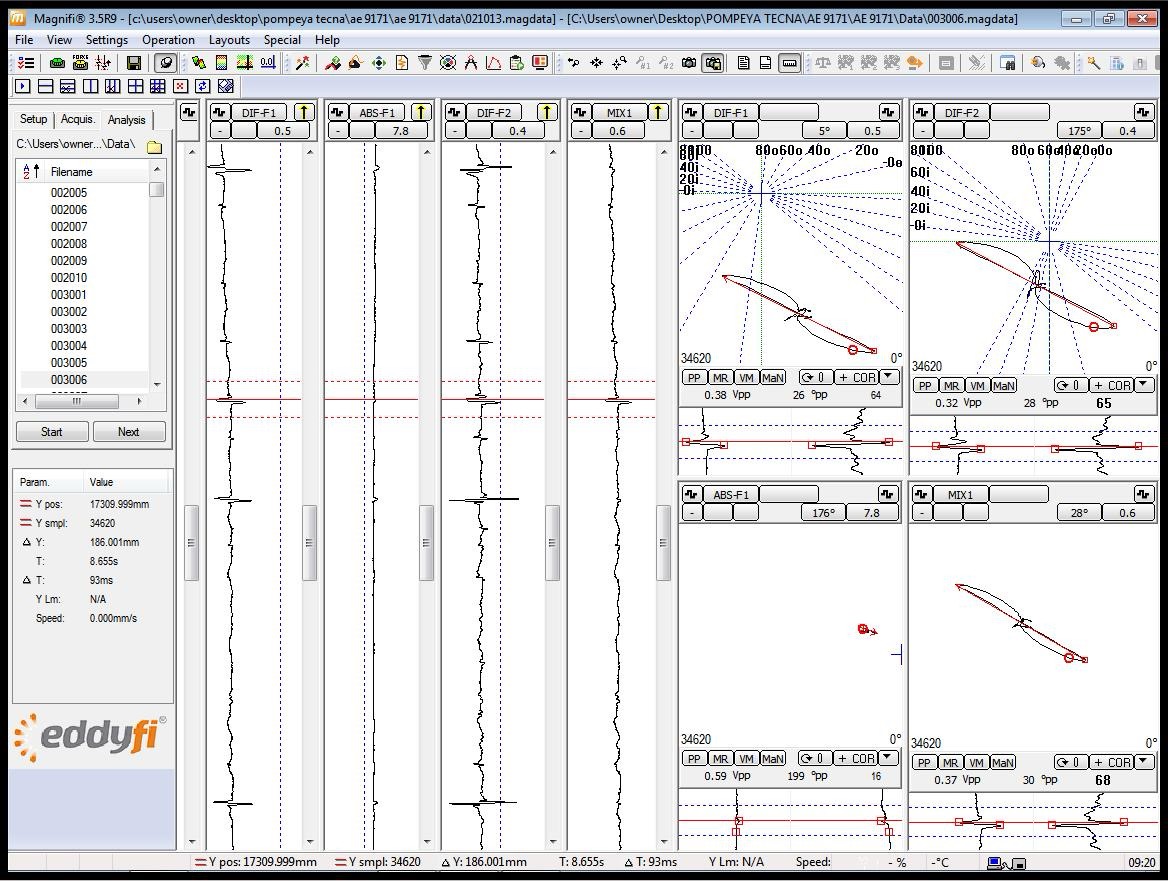 Magnifi® 3.5R9 - [c:\users\owner\desktop\pompeya tecna\ae 9171\ae 9171\data\021013.magdata] - [C:\Users\owner\Desktop\POMPEYA TECNA\AE 9171\AE 9171\Data\003006.magdata]
File View Settings Operation Layouts Special Help
Setup Acquis. Analysis
C:\Users\owner...\Data\
Filename
002005
002006
002007
002008
002009
002010
003001
003002
003003
003004
003005
003006
Start Next
Param. Value
Y pos: 17309.999mm
Y smpl: 34620
Δ Y: 186.001mm
T: 8.655s
Δ T: 93ms
Y Lm: N/A
Speed: 0.000mm/s
eddyfi®
DIF-F1
- 0.5
ABS-F1
- 7.8
DIF-F2
- 0.4
MIX1
- 0.6
DIF-F1
- 5° 0.5
80o 60o 40o 20o
-0o
40i
20i
0i
34620 0°
PP MR VM MaN 0 + COR
0.38 Vpp 26 °pp 64
DIF-F2
- 175° 0.4
60i
40i
20i
-0i
34620 0°
PP MR VM MaN 0 + COR
0.32 Vpp 28 °pp 65
ABS-F1
- 176° 7.8
34620 0°
PP MR VM MaN 0 + COR
0.59 Vpp 199 °pp 16
MIX1
- 28° 0.6
34620 0°
PP MR VM MaN 0 + COR
0.37 Vpp 30 °pp 68
Y pos: 17309.999mm Y smpl: 34620 Δ Y: 186.001mm T: 8.655s Δ T: 93ms Y Lm: N/A Speed: - % -°C 09:20